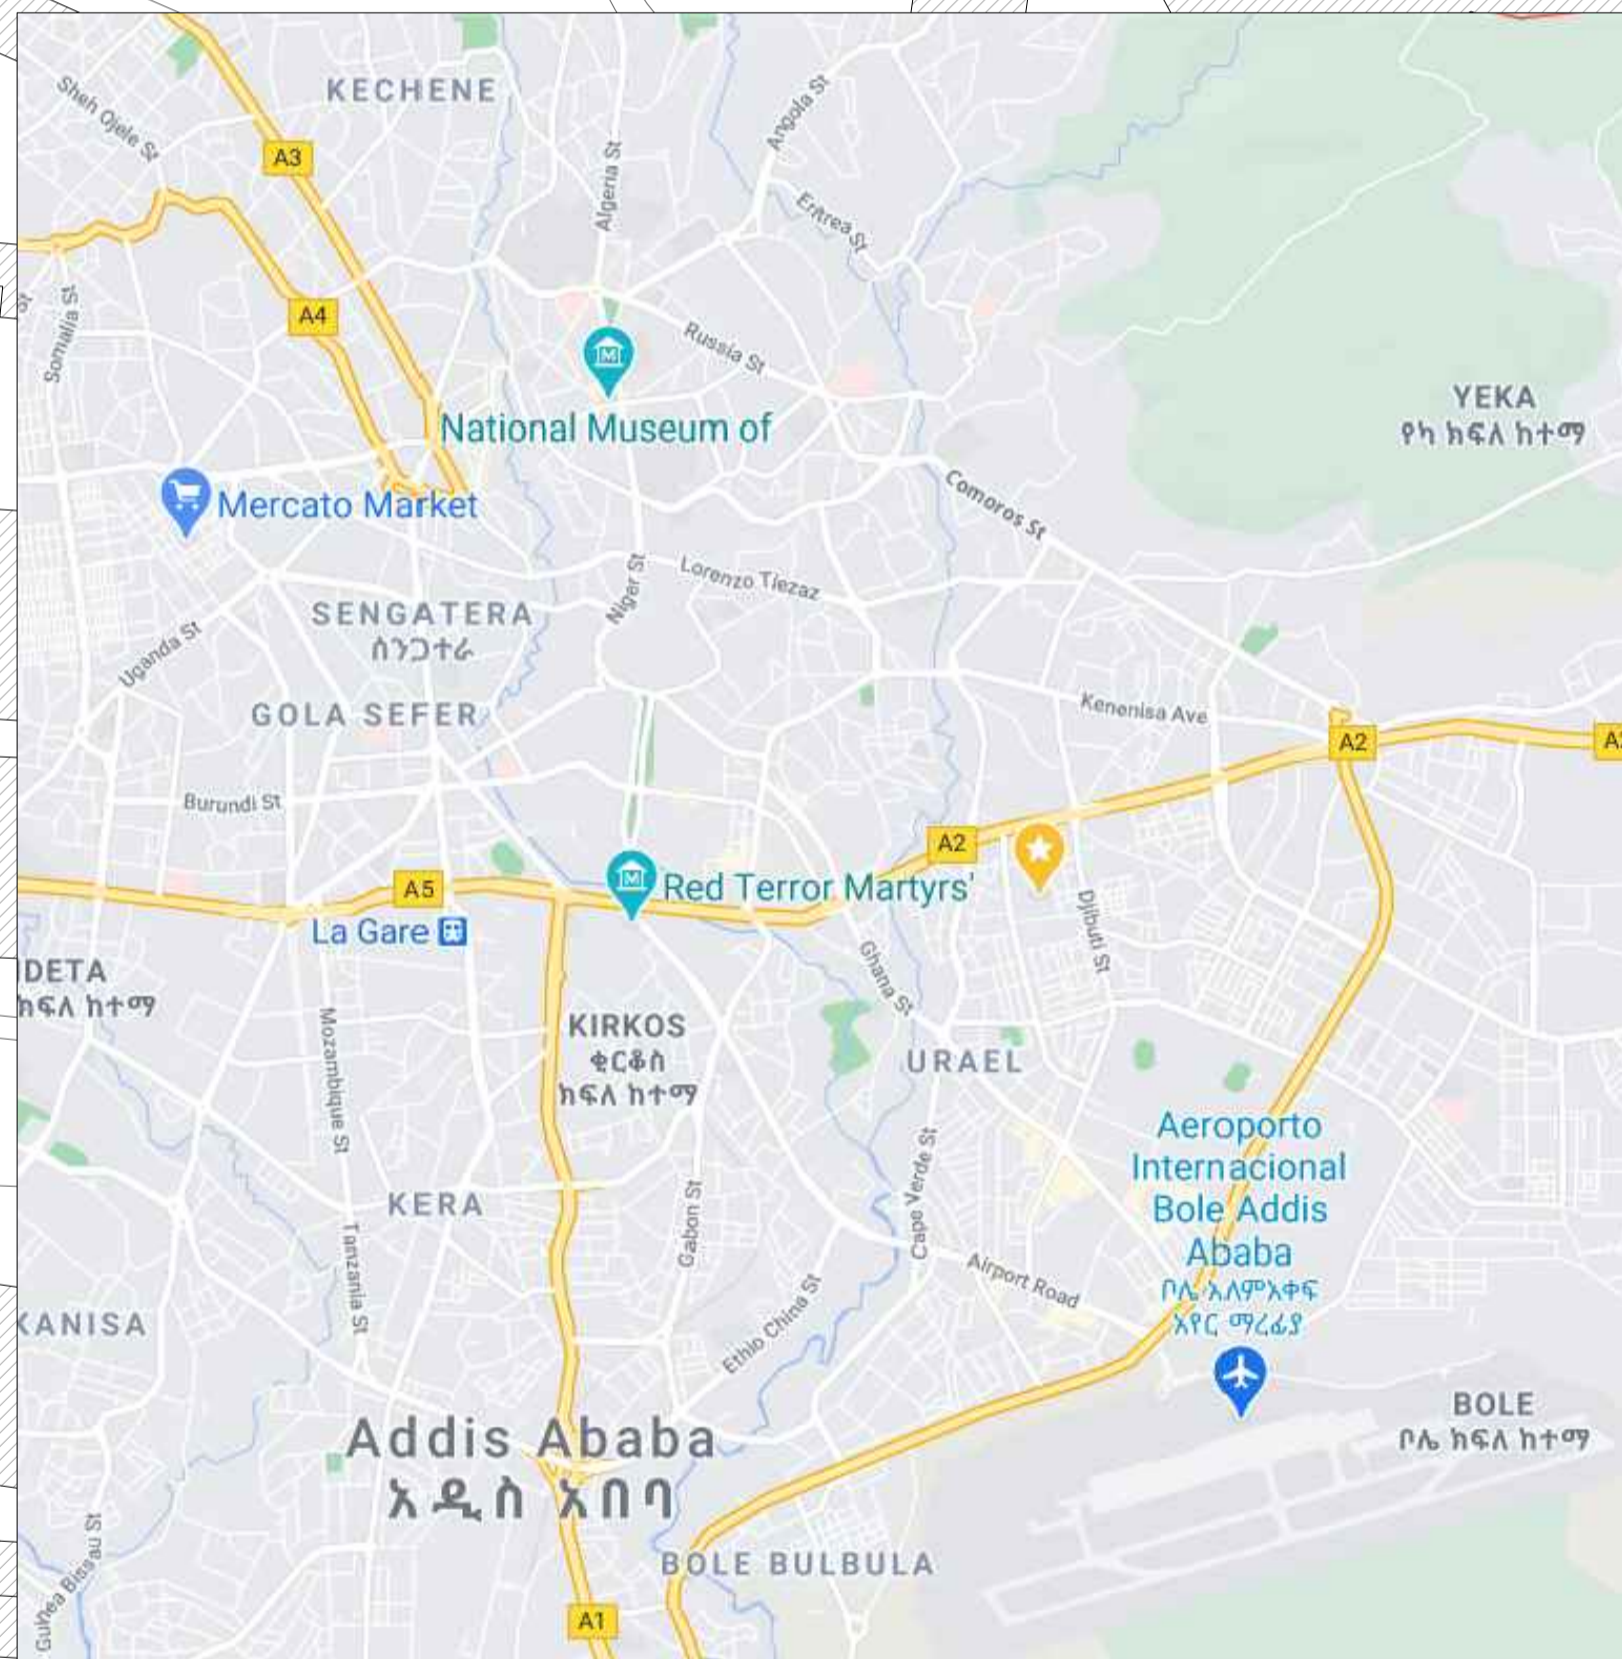 KECHENE
Sheh Ojele St
Angola St
A3
Algeria St
Eritrea St
St
Somalia St
A4
Russia St
YEKA
የካ ክፍለ ከተማ
National Museum of
Mercato Market
Comoros St
Niger St
Lorenzo Tiezaz
SENGATERA
ሰንጋተራ
Uganda St
GOLA SEFER
Kenenisa Ave
A2
Burundi St
A2
A5
Red Terror Martyrs'
La Gare
Djibuti St
Ghana St
IDETA
ክፍለ ከተማ
Mozambique St
KIRKOS
ቂርቆስ
ክፍለ ከተማ
URAEL
Aeroporto
Internacional
Bole Addis
Ababa
ቦሌ አለምአቀፍ
አየር ማረፊያ
Cape Verde St
KERA
Gabon St
Tanzania St
Airport Road
KANISA
Ethio China St
BOLE
ቦሌ ክፍለ ከተማ
Addis Ababa
አዲስ አበባ
Guinea Bissau St
BOLE BULBULA
A1